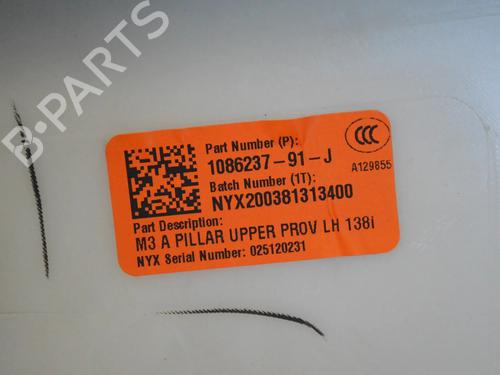 B-PARTS
Part Number (P):
1086237-91-J
Batch Number (1T):
NYX200381313400
Part Description:
M3 A PILLAR UPPER PROV LH 138i
NYX Serial Number: 025120231
CCC
A129855